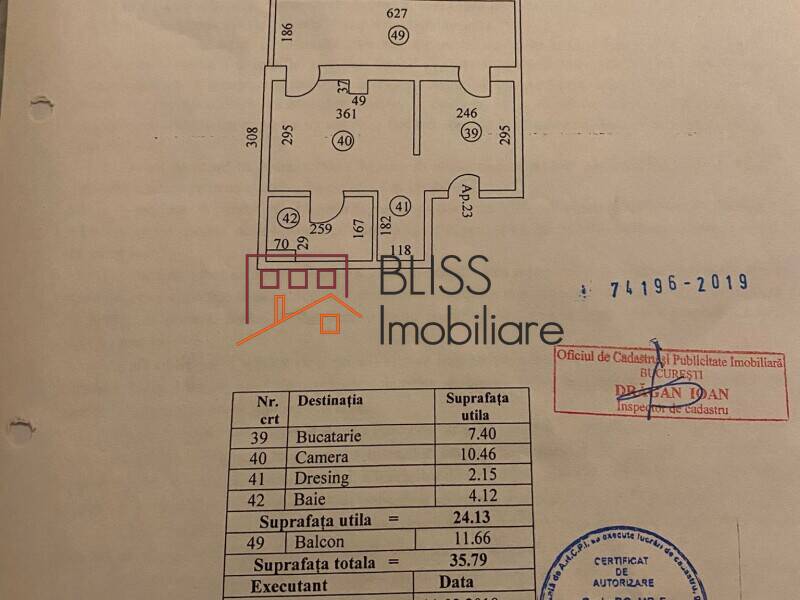 627
186
49
37
49
361
246
308
295
40
39
295
Ap.23
42
41
259
167
182
70
29
118
BLISS
Imobiliare
74196-2019
Oficiul de Cadastru și Publicitate Imobiliară
BUCUREȘTI
DRĂGAN IOAN
Inspector de cadastru
Nr. crt Destinația Suprafața utila
39 Bucatarie 7.40
40 Camera 10.46
41 Dresing 2.15
42 Baie 4.12
Suprafața utila = 24.13
49 Balcon 11.66
Suprafața totala = 35.79
Executant Data
CERTIFICAT
DE
AUTORIZARE